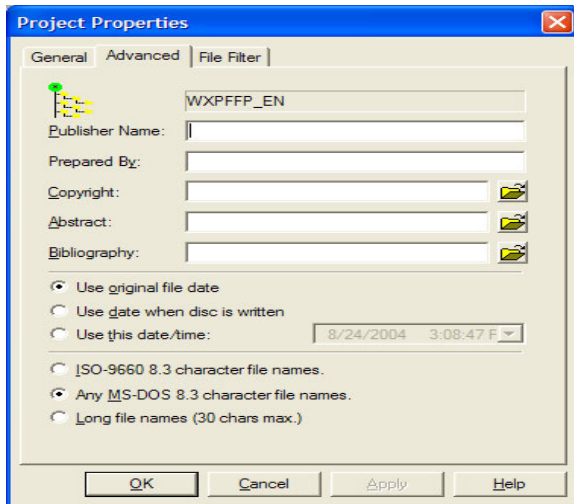 Project Properties
General Advanced File Filter
WXPFFP_EN
Publisher Name:
Prepared By:
Copyright:
Abstract:
Bibliography:
Use original file date
Use date when disc is written
Use this date/time: 8/24/2004 3:08:47 F
ISO-9660 8.3 character file names.
Any MS-DOS 8.3 character file names.
Long file names (30 chars max.)
OK Cancel Apply Help